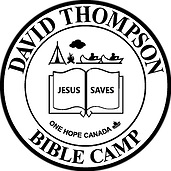 DAVID THOMPSON
JESUS SAVES
ONE HOPE CANADA
BIBLE CAMP